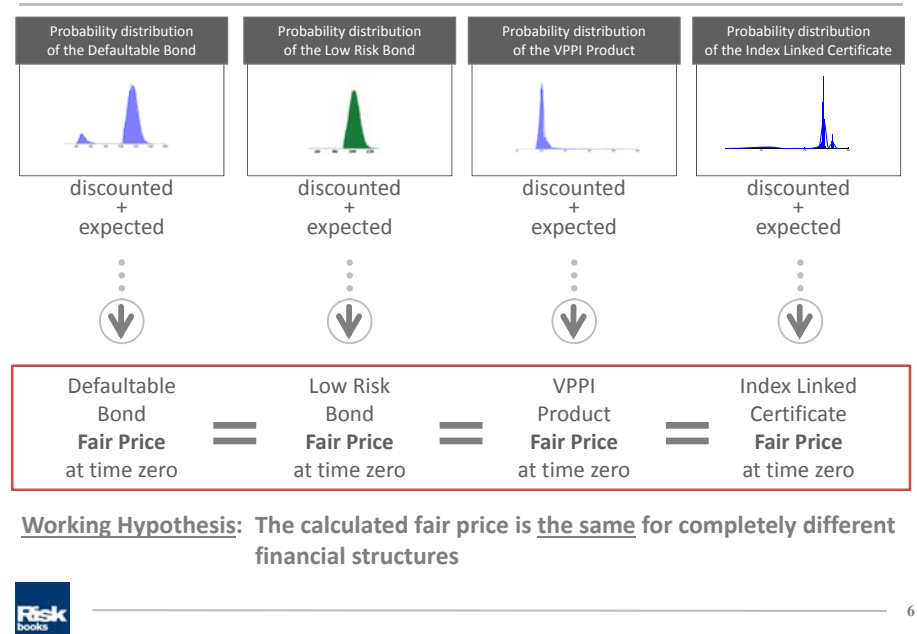 Probability distribution
of the Defaultable Bond
Probability distribution
of the Low Risk Bond
Probability distribution
of the VPPI Product
Probability distribution
of the Index Linked Certificate
discounted
+
expected
discounted
+
expected
discounted
+
expected
discounted
+
expected
Defaultable
Bond
Fair Price
at time zero
=
Low Risk
Bond
Fair Price
at time zero
=
VPPI
Product
Fair Price
at time zero
=
Index Linked
Certificate
Fair Price
at time zero
Working Hypothesis: The calculated fair price is the same for completely different
financial structures
Risk
books
6